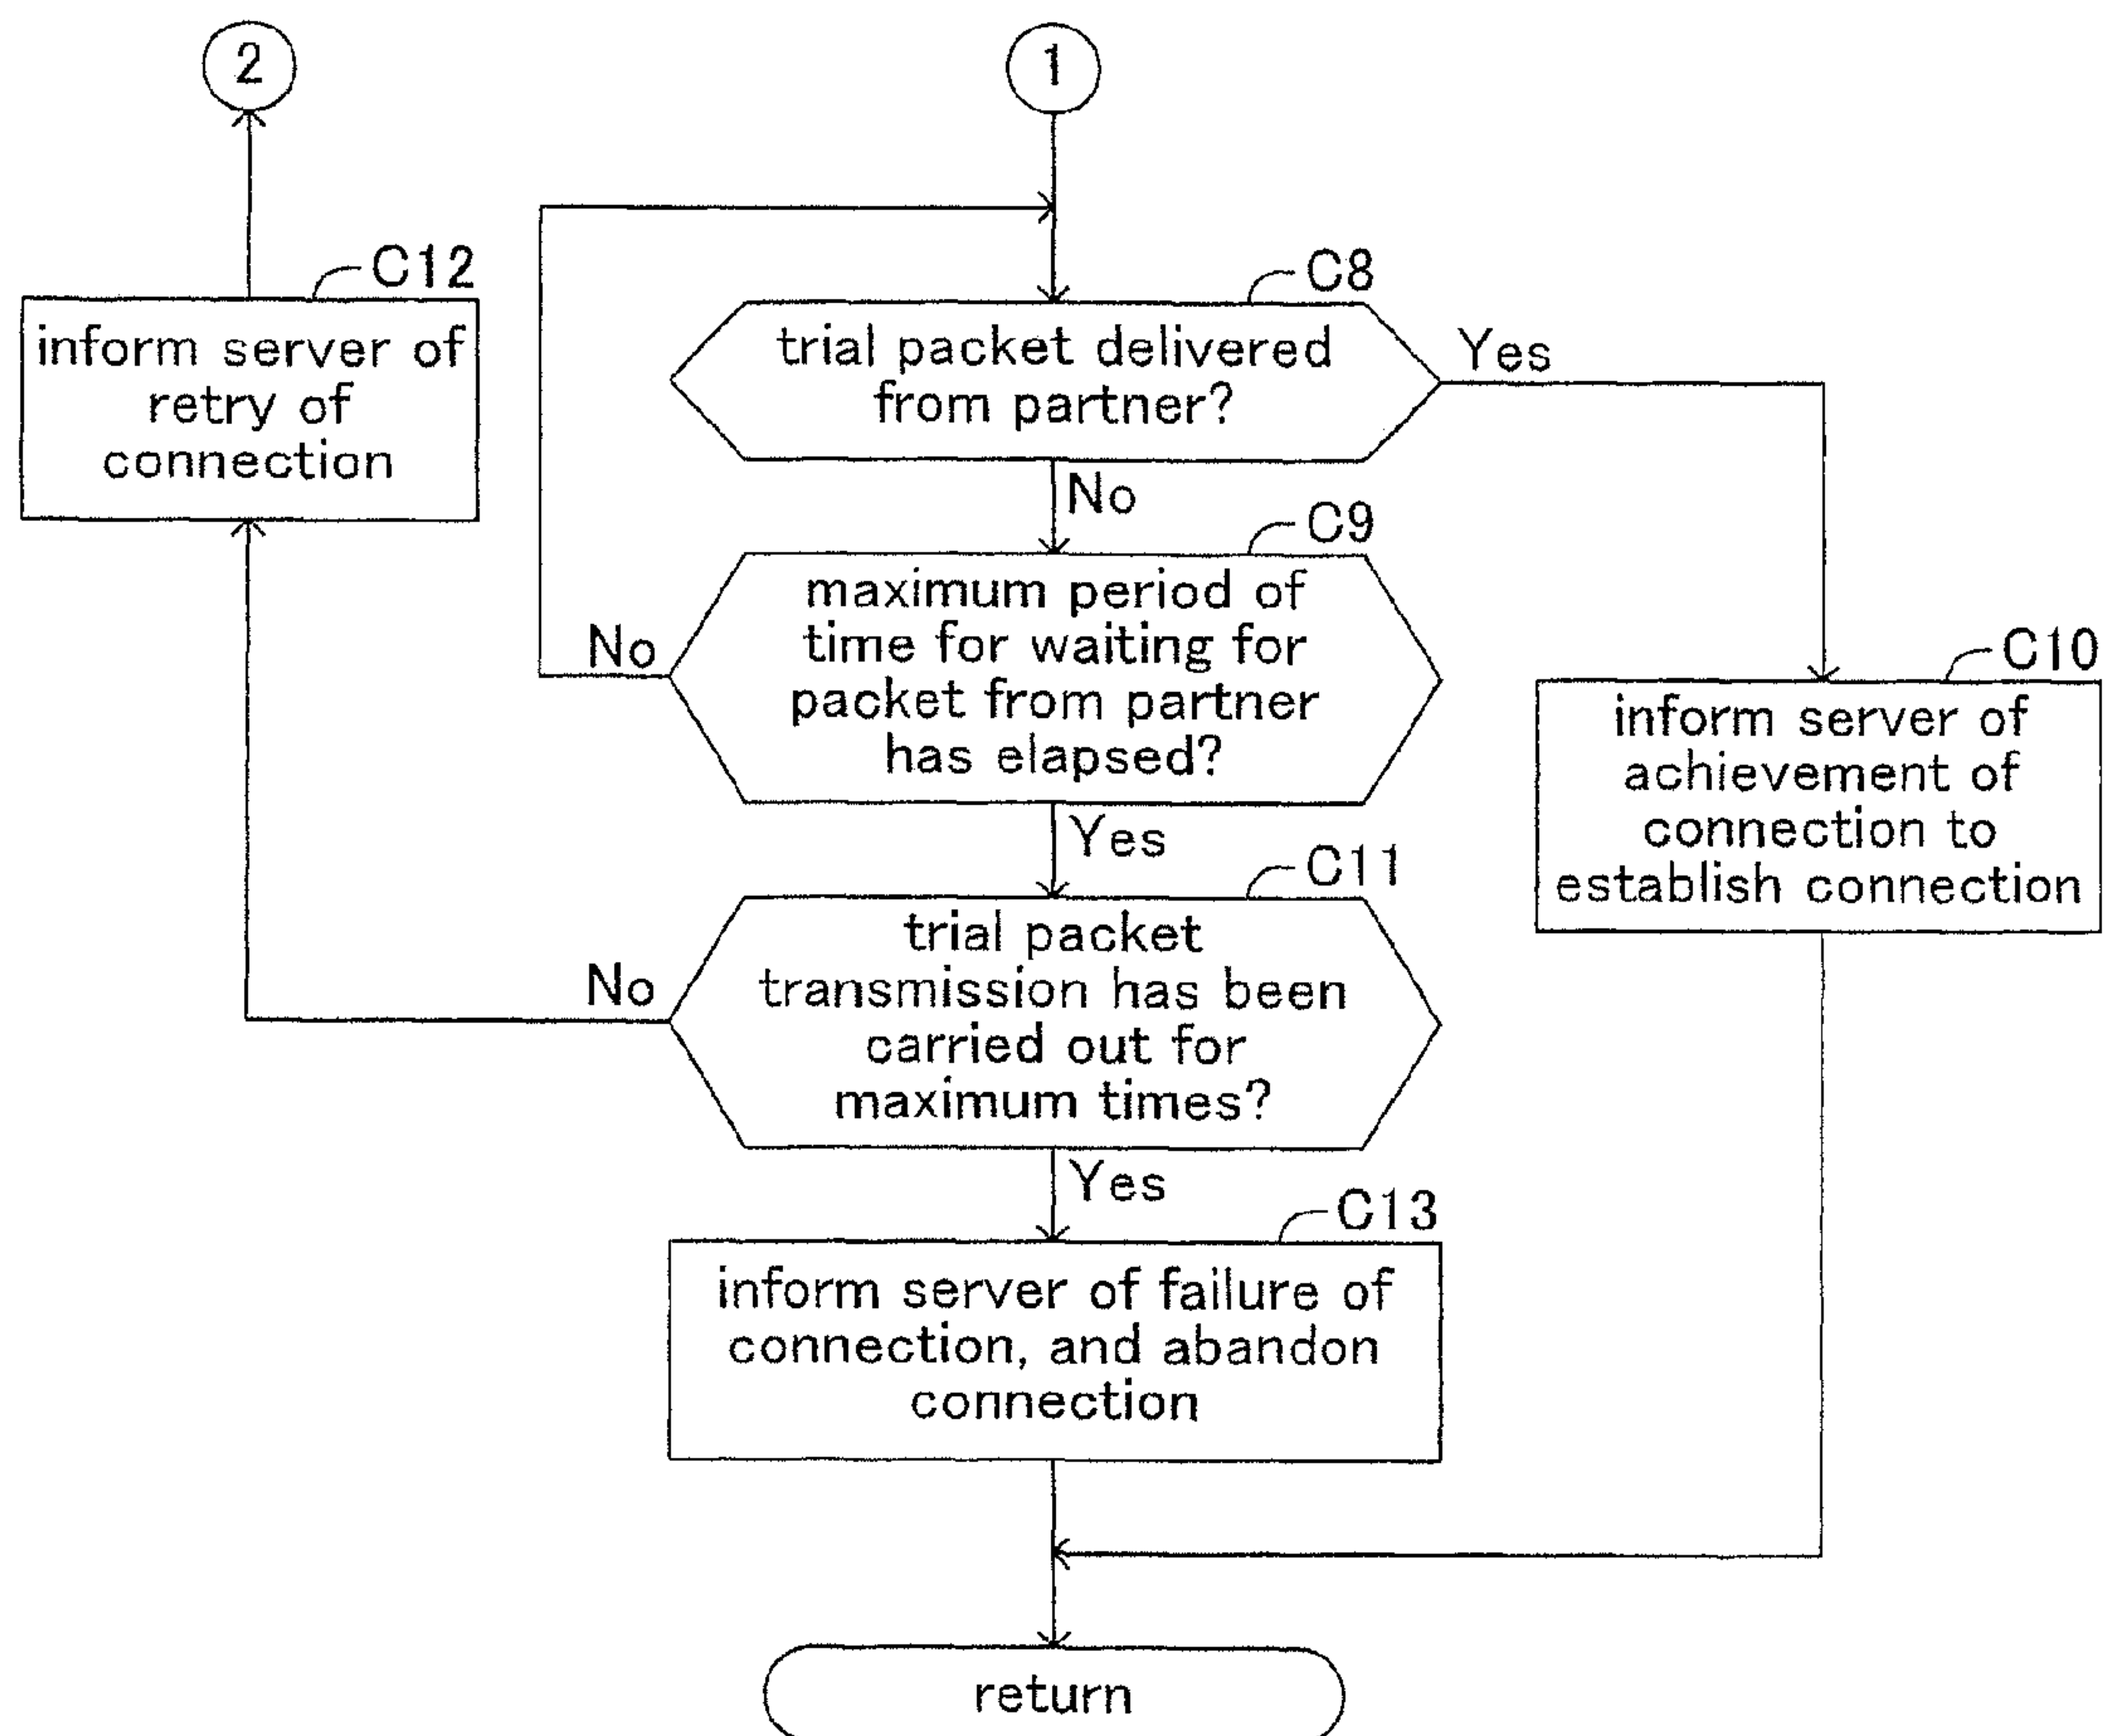 2
1
C12
inform server of
retry of
connection
C8
trial packet delivered
from partner?
Yes
No
C9
maximum period of
time for waiting for
packet from partner
has elapsed?
No
C10
inform server of
achievement of
connection to
establish connection
Yes
C11
trial packet
transmission has been
carried out for
maximum times?
No
Yes
C13
inform server of failure of
connection, and abandon
connection
return